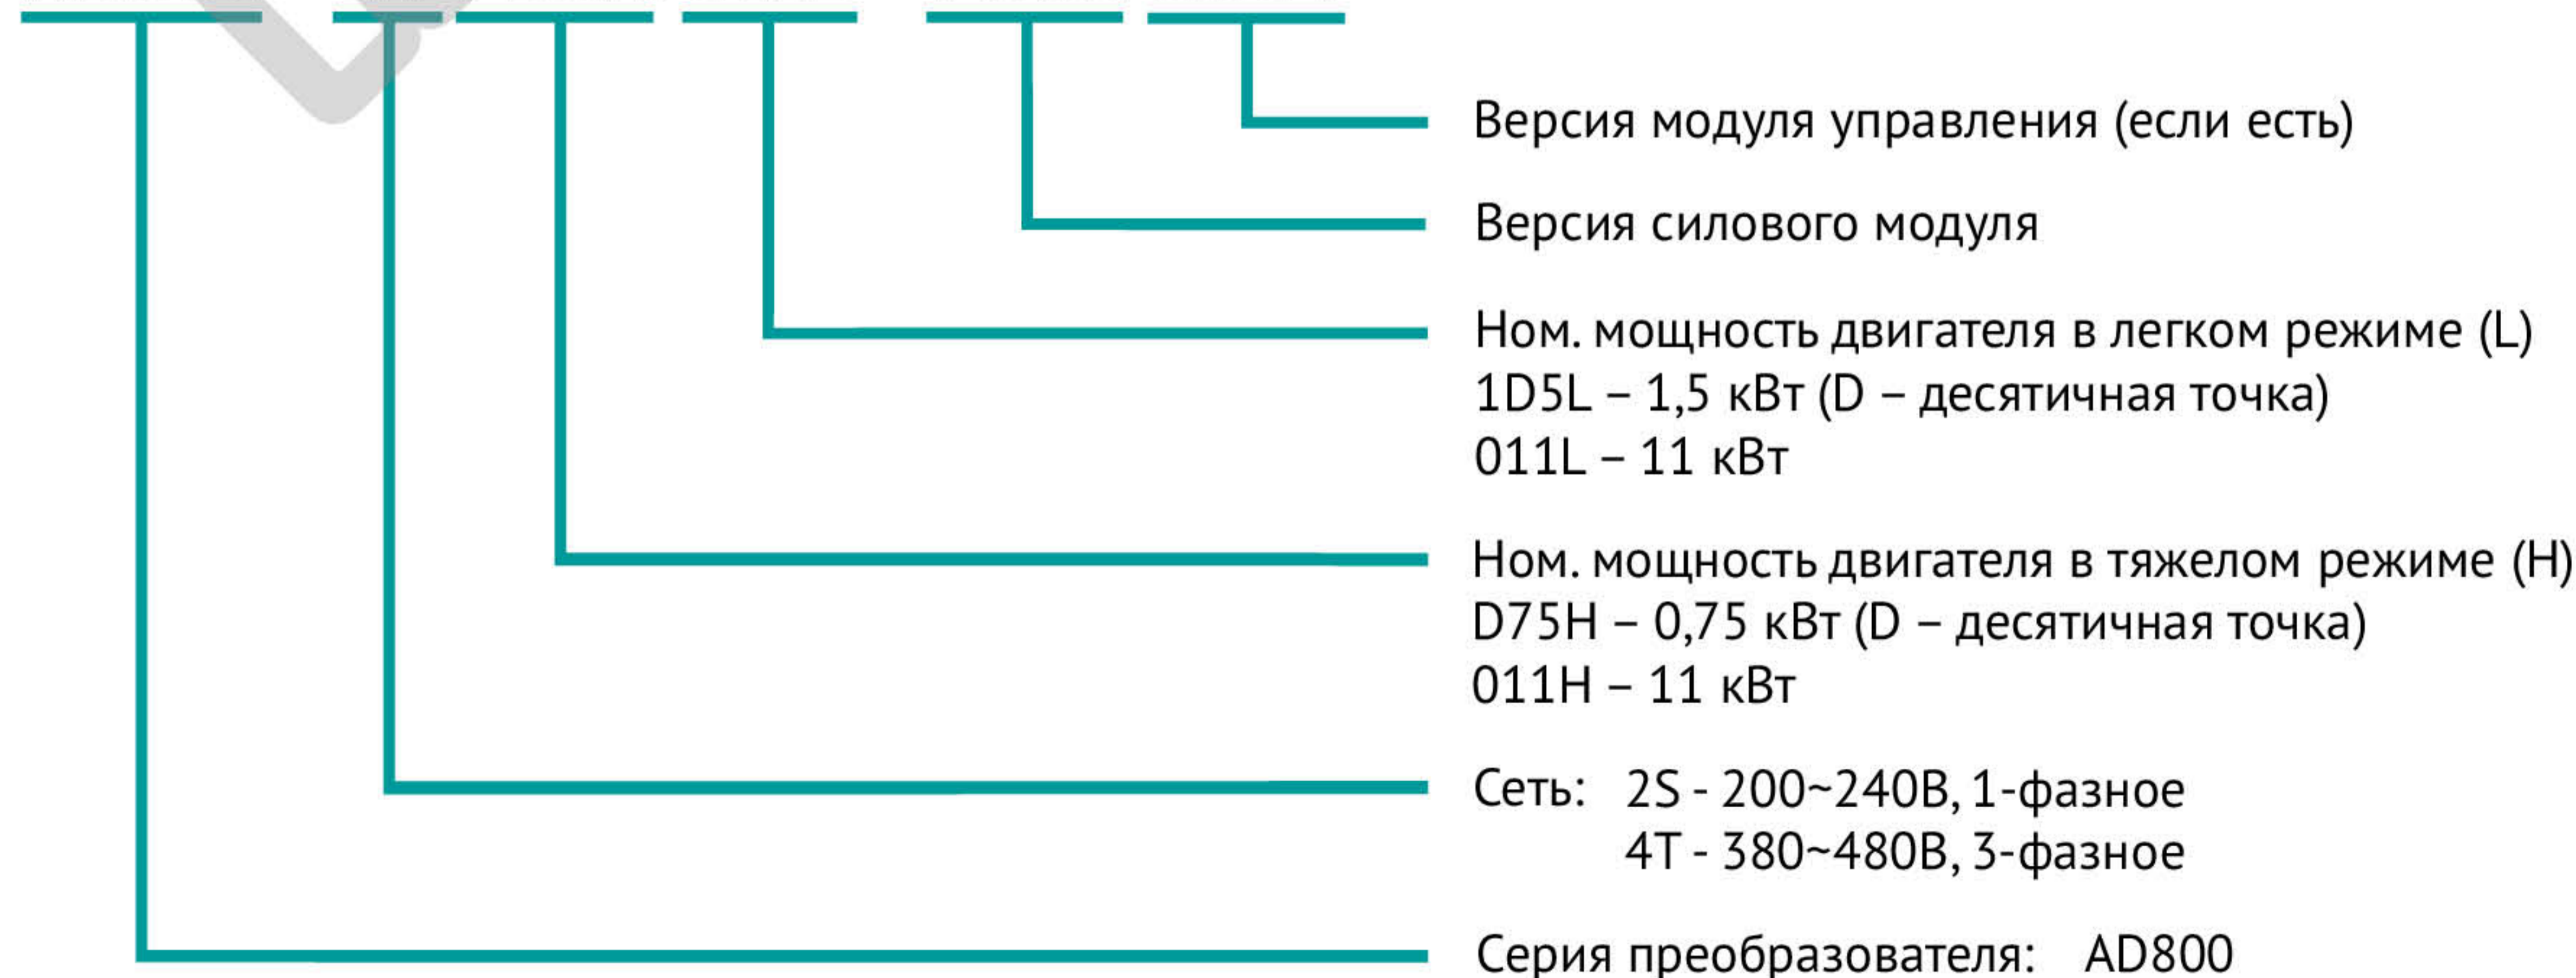 Версия модуля управления (если есть)
Версия силового модуля
Ном. мощность двигателя в легком режиме (L)
1D5L – 1,5 кВт (D – десятичная точка)
011L – 11 кВт
Ном. мощность двигателя в тяжелом режиме (H)
D75H – 0,75 кВт (D – десятичная точка)
011H – 11 кВт
Сеть: 2S - 200~240В, 1-фазное
4T - 380~480В, 3-фазное
Серия преобразователя: AD800